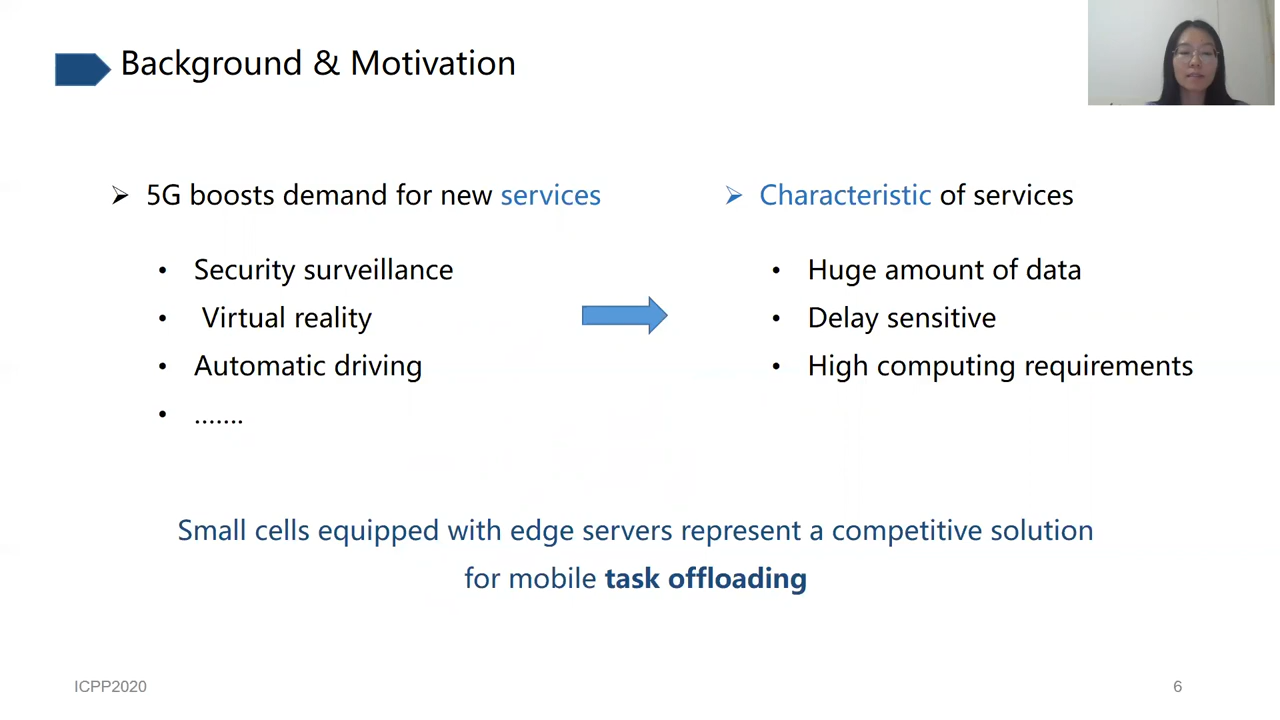 Background & Motivation
5G boosts demand for new services
Security surveillance
Virtual reality
Automatic driving
.......
Characteristic of services
Huge amount of data
Delay sensitive
High computing requirements
Small cells equipped with edge servers represent a competitive solution
for mobile task offloading
ICPP2020
6